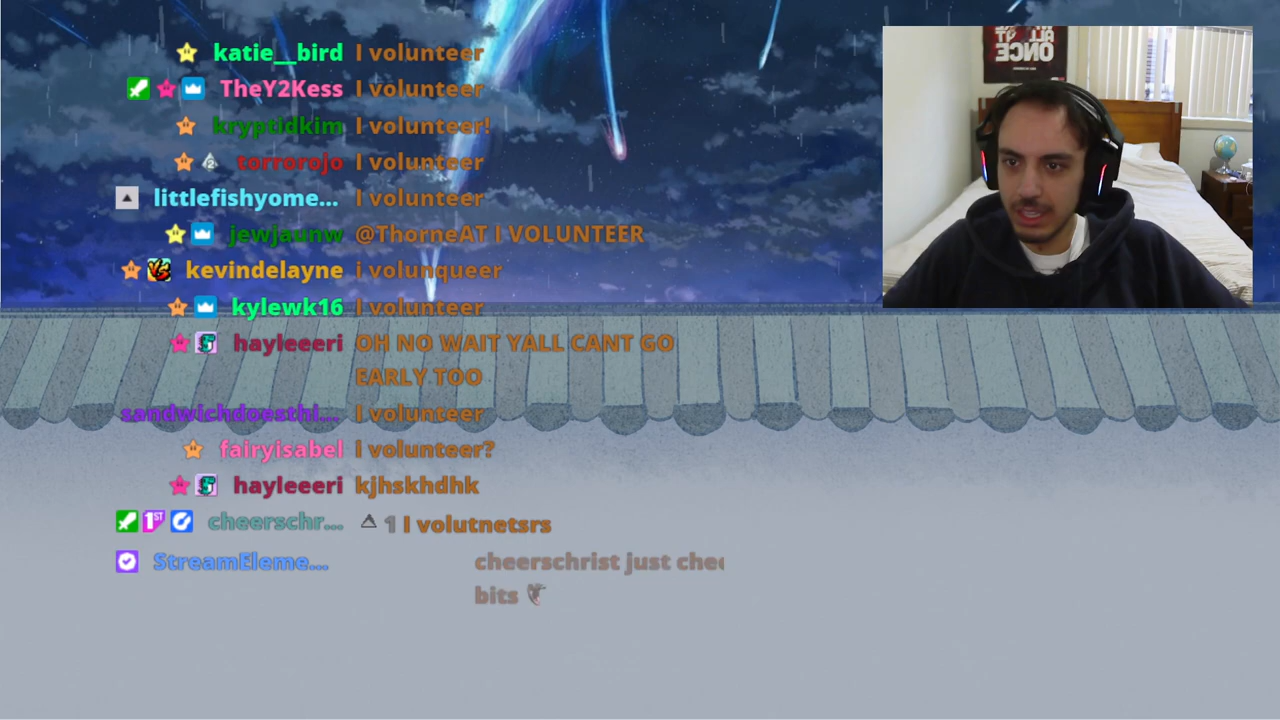 katie__bird I volunteer
TheY2Kess I volunteer
kryptidkim I volunteer!
torrorojo I volunteer
littlefishyome... I volunteer
jewjaunw @ThorneAT I VOLUNTEER
kevindelayne i volunqueer
kylewk16 I volunteer
hayleeeri OH NO WAIT YALL CANT GO
EARLY TOO
sandwichdoesthi... I volunteer
fairyisabel i volunteer?
hayleeeri kjhskhdhk
1ST cheerschr... 1 I volutnetsrs
StreamEleme... cheerschrist just chee
bits
ONCE